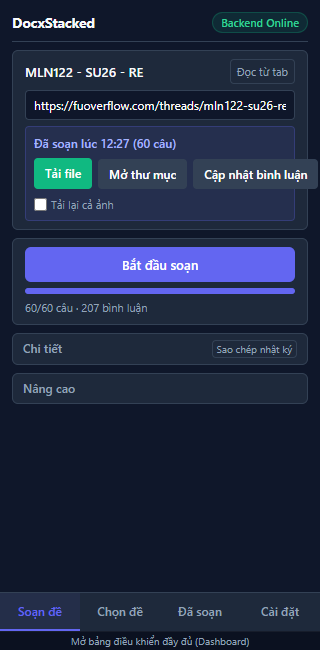 DocxStacked
Backend Online
MLN122 - SU26 - RE
Đọc từ tab
https://fuoverflow.com/threads/mln122-su26-re
Đã soạn lúc 12:27 (60 câu)
Tải file
Mở thư mục
Cập nhật bình luận
Tải lại cả ảnh
Bắt đầu soạn
60/60 câu · 207 bình luận
Chi tiết
Sao chép nhật ký
Nâng cao
Soạn đề
Chọn đề
Đã soạn
Cài đặt
Mở bảng điều khiển đầy đủ (Dashboard)